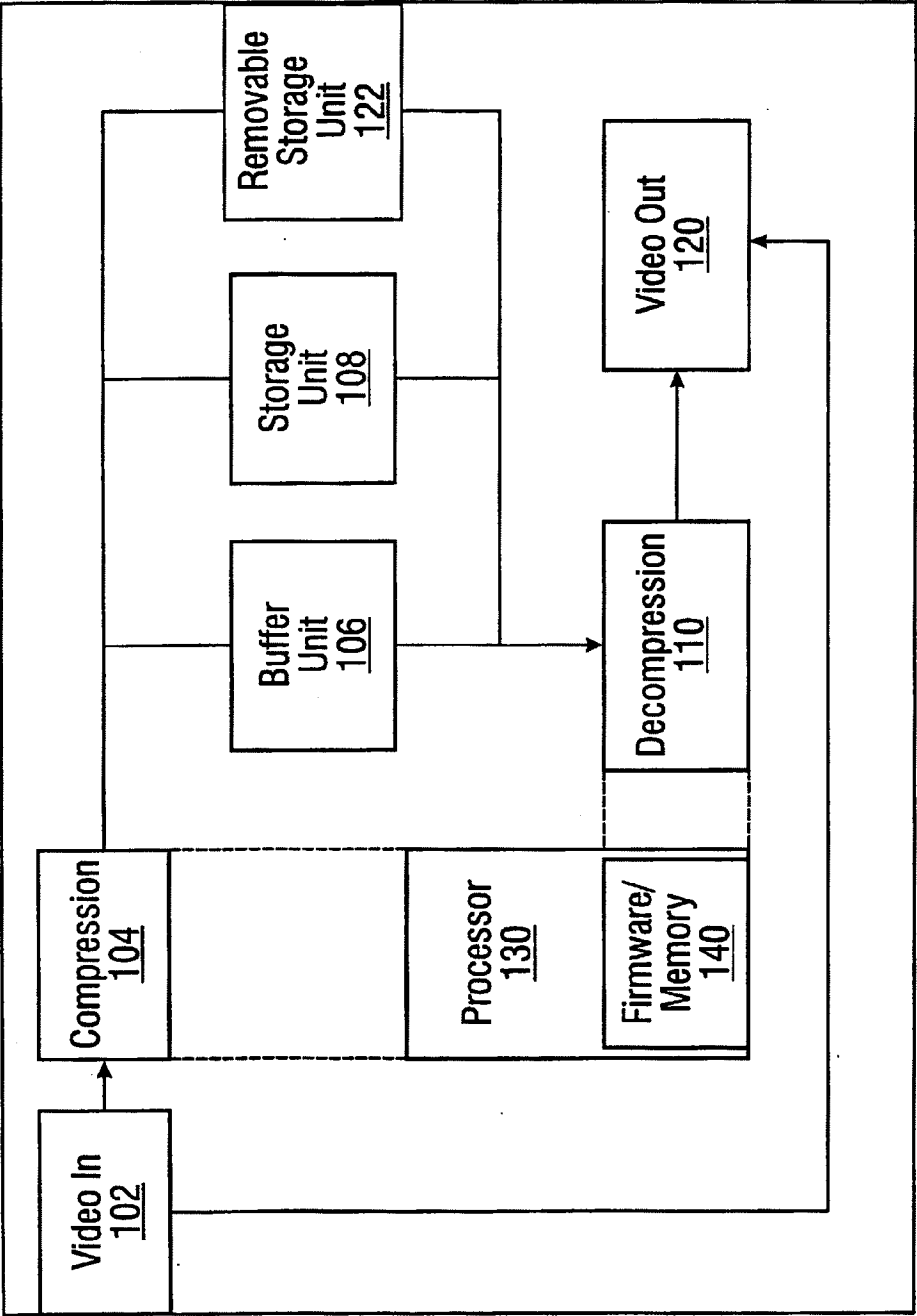 Video In
102
Compression
104
Buffer
Unit
106
Storage
Unit
108
Removable
Storage
Unit
122
Processor
130
Firmware/
Memory
140
Decompression
110
Video Out
120